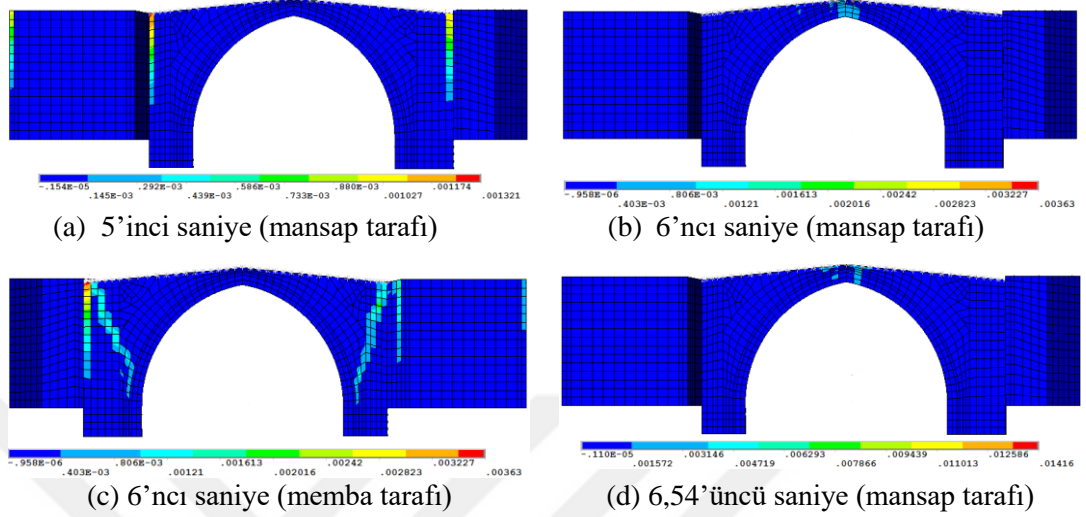 -.154E-05 .292E-03 .586E-03 .880E-03 .001174
.145E-03 .439E-03 .733E-03 .001027 .001321
(a) 5’inci saniye (mansap tarafı)
-.958E-06 .806E-03 .001613 .00242 .003227
.403E-03 .00121 .002016 .002823 .00363
(b) 6’ncı saniye (mansap tarafı)
-.958E-06 .806E-03 .001613 .00242 .003227
.403E-03 .00121 .002016 .002823 .00363
(c) 6’ncı saniye (memba tarafı)
-.110E-05 .003146 .006293 .009439 .012586
.001572 .004719 .007866 .011013 .01416
(d) 6,54’üncü saniye (mansap tarafı)